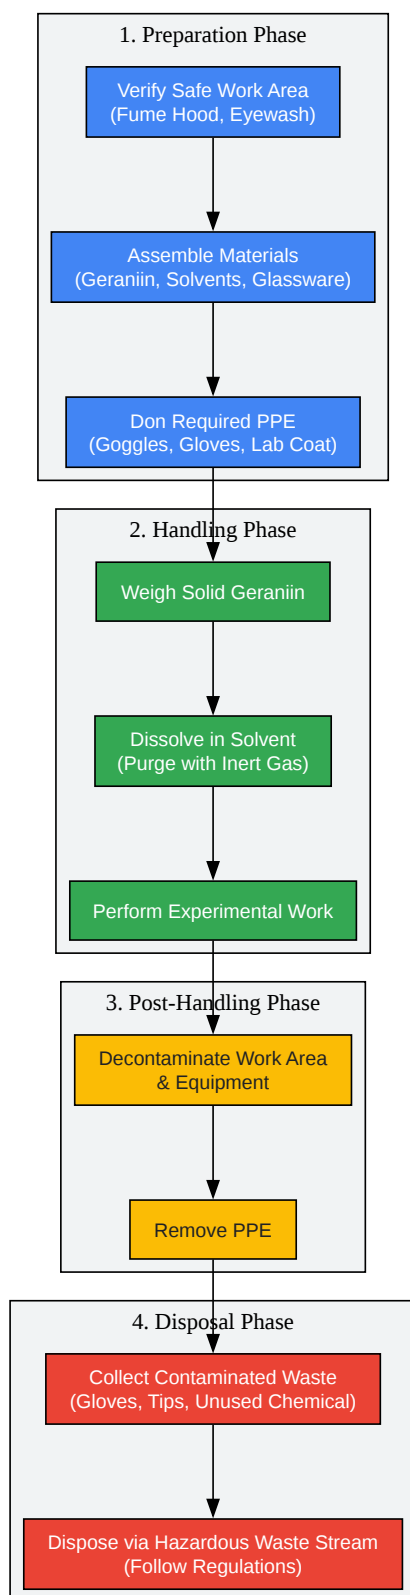 1. Preparation Phase
Verify Safe Work Area
(Fume Hood, Eyewash)
Assemble Materials
(Geraniin, Solvents, Glassware)
Don Required PPE
(Goggles, Gloves, Lab Coat)
2. Handling Phase
Weigh Solid Geraniin
Dissolve in Solvent
(Purge with Inert Gas)
Perform Experimental Work
3. Post-Handling Phase
Decontaminate Work Area
& Equipment
Remove PPE
4. Disposal Phase
Collect Contaminated Waste
(Gloves, Tips, Unused Chemical)
Dispose via Hazardous Waste Stream
(Follow Regulations)